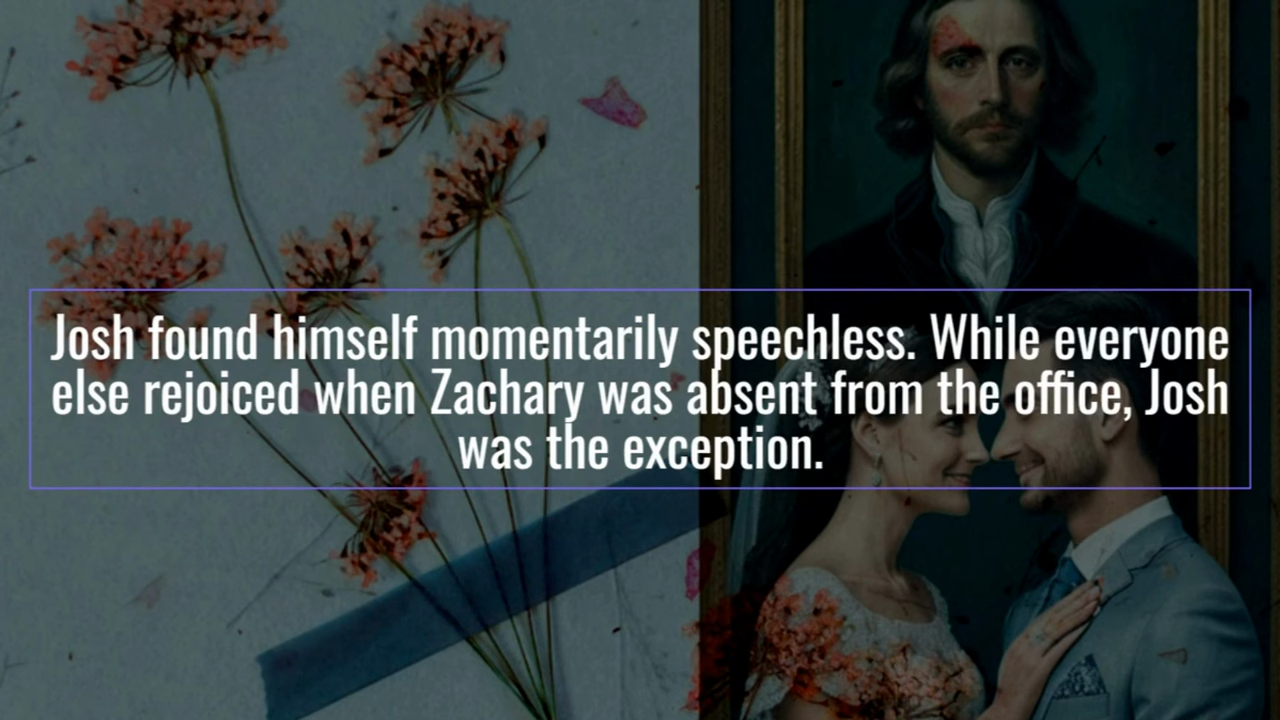 Josh found himself momentarily speechless. While everyone
else rejoiced when Zachary was absent from the office, Josh
was the exception.